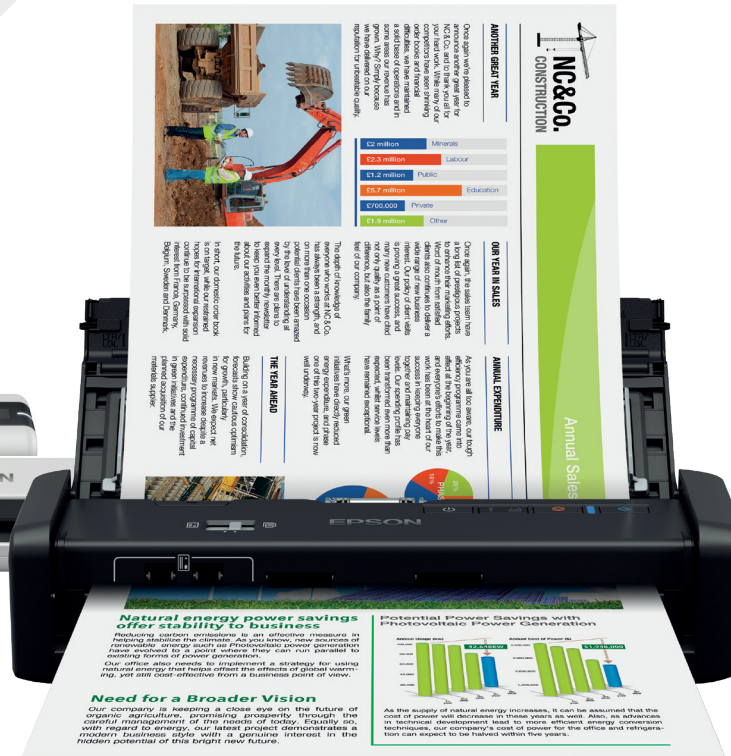 NC&Co.
CONSTRUCTION
Annual Sales
ANOTHER GREAT YEAR
Once again we're pleased to
announce another great year for
NC&Co. and to thank you all for
your hard work. While many of our
competitors have seen shrinking
order books and financial
difficulties, we have maintained
a solid base of operations and in
some areas our revenue has
grown. Why? Simply because
we have delivered on our
reputation for unbeatable quality.
£2 million Minerals
£2.3 million Labour
£1.2 million Public
£5.7 million Education
£700,000 Private
£1.9 million Other
OUR YEAR IN SALES
Once again, the sales team have
a long list of prestigious projects
to enhance their marketing efforts.
Word of mouth from satisfied
clients also continues to deliver a
wide range of new business
interest. Our policy of client visits
is proving a great success, and
many new customers have cited
not only quality as a point of
difference, but also the family
feel of our company.
The depth of knowledge of
everyone who works at NC&Co.
has always been a strength, and
on more than one occasion
potential clients have been amazed
by the level of understanding at
every level. There are plans to
expand the monthly newsletter
to keep you even better informed
about our activities and plans for
the future.
In short, our domestic order book
is on target, while our restrained
hopes for international expansion
continue to be surpassed with solid
interest from France, Germany,
Belgium, Sweden and Denmark.
ANNUAL EXPENDITURE
As you are all too aware, our tough
efficiency programme came into
effect at the beginning of the year,
and everyone's efforts to make this
work has been at the heart of our
success in keeping everyone
together and maintaining pay
levels. Our spending profile has
been transformed even more than
expected, whilst service levels
have remained exceptional.
What's more, our green
initiatives have directly reduced
energy expenditure, and phase
one of this two-year project is now
well underway.
THE YEAR AHEAD
Building on a year of consolidation,
forecasts show cautious optimism
for growth, particularly
in new markets. We expect net
revenues to increase despite a
necessary programme of capital
expenditure, continued investment
in green initiatives and the
planned acquisition of our
materials supplier.
20%
18%
EPSON
N
Natural energy power savings
offer stability to business
Reducing carbon emissions is an effective measure in
helping stabilize the climate. As you know, new sources of
renewable energy such as Photovoltaic power generation
have evolved to a point where they can run parallel to
existing forms of power generation.
Our office also needs to implement a strategy for using
natural energy that helps offset the effects of global warm-
ing, yet still cost-effective from a business point of view.
Need for a Broader Vision
Our company is keeping a close eye on the future of
organic agriculture, promising prosperity through the
careful management of the needs of today. Equally so,
with regard to energy, our latest project demonstrates a
modern business style with a genuine interest in the
hidden potential of this bright new future.
Potential Power Savings with
Photovoltaic Power Generation
Annual Usage (kw)
Annual Cost of Power ($)
As the supply of natural energy increases, it can be assumed that the
cost of power will decrease in these years as well. Also, as advances
in technical development lead to more efficient energy conversion
techniques, our company's cost of power for the office and refrigera-
tion can expect to be halved within five years.